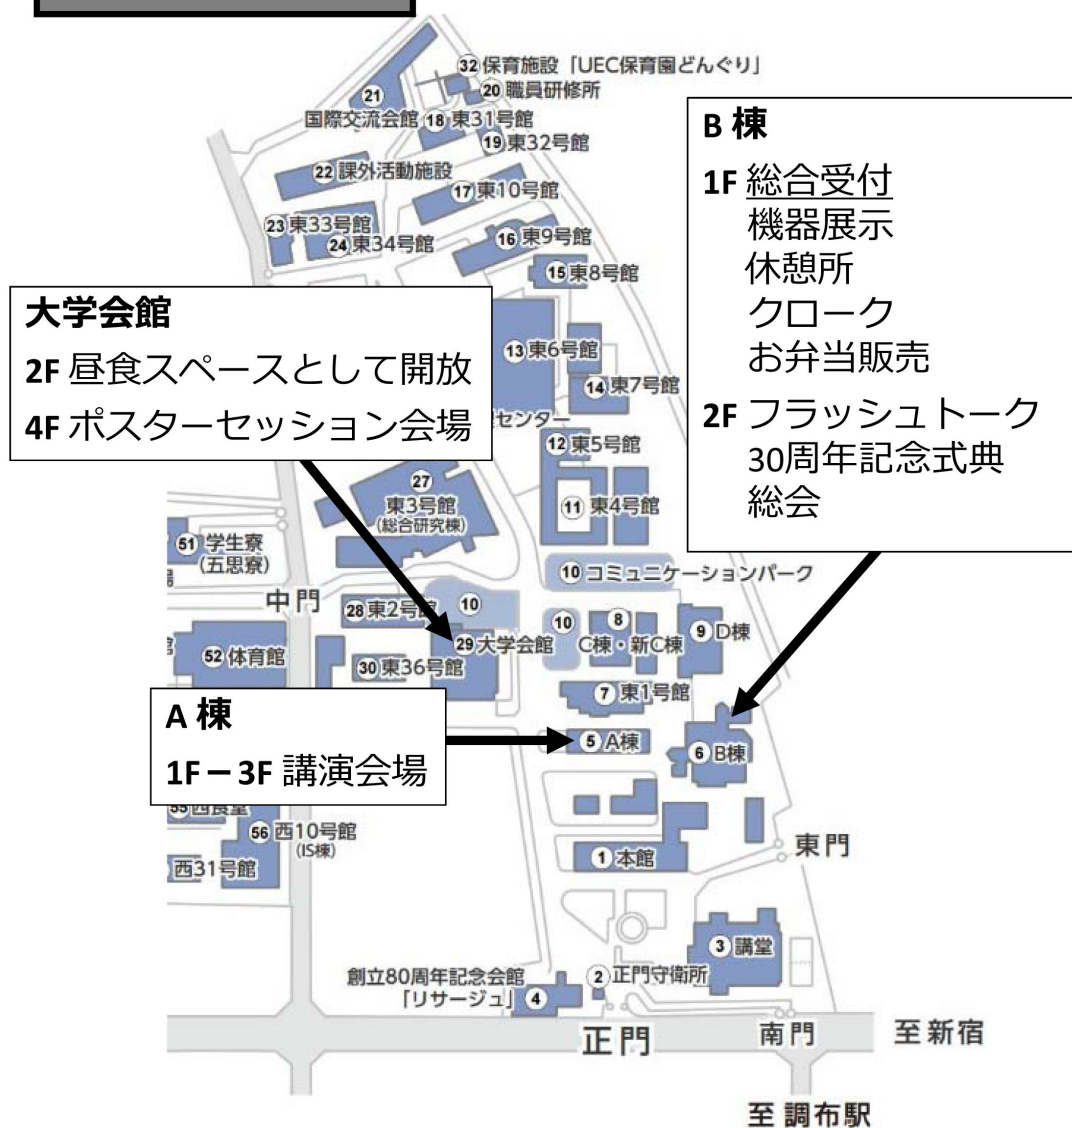 32 保育施設「UEC保育園どんぐり」
20 職員研修所
21
国際交流会館
18 東31号館
19 東32号館
22 課外活動施設
17 東10号館
23 東33号館
24 東34号館
16 東9号館
15 東8号館
B 棟
1F 総合受付
機器展示
休憩所
クローク
お弁当販売
2F フラッシュトーク
30周年記念式典
総会
大学会館
2F 昼食スペースとして開放
4F ポスターセッション会場
13 東6号館
14 東7号館
センター
12 東5号館
11 東4号館
27
東3号館
(総合研究棟)
51 学生寮
(五思寮)
10 コミュニケーションパーク
中門
28 東2号館
10
10
8
C棟・新C棟
9 D棟
29 大学会館
52 体育館
30 東36号館
7 東1号館
A 棟
1F－3F 講演会場
5 A棟
6 B棟
55 西食堂
56 西10号館
(IS棟)
西31号館
1 本館
東門
3 講堂
創立80周年記念会館
「リサージュ」
4
2 正門守衛所
正門
南門
至新宿
至 調布駅